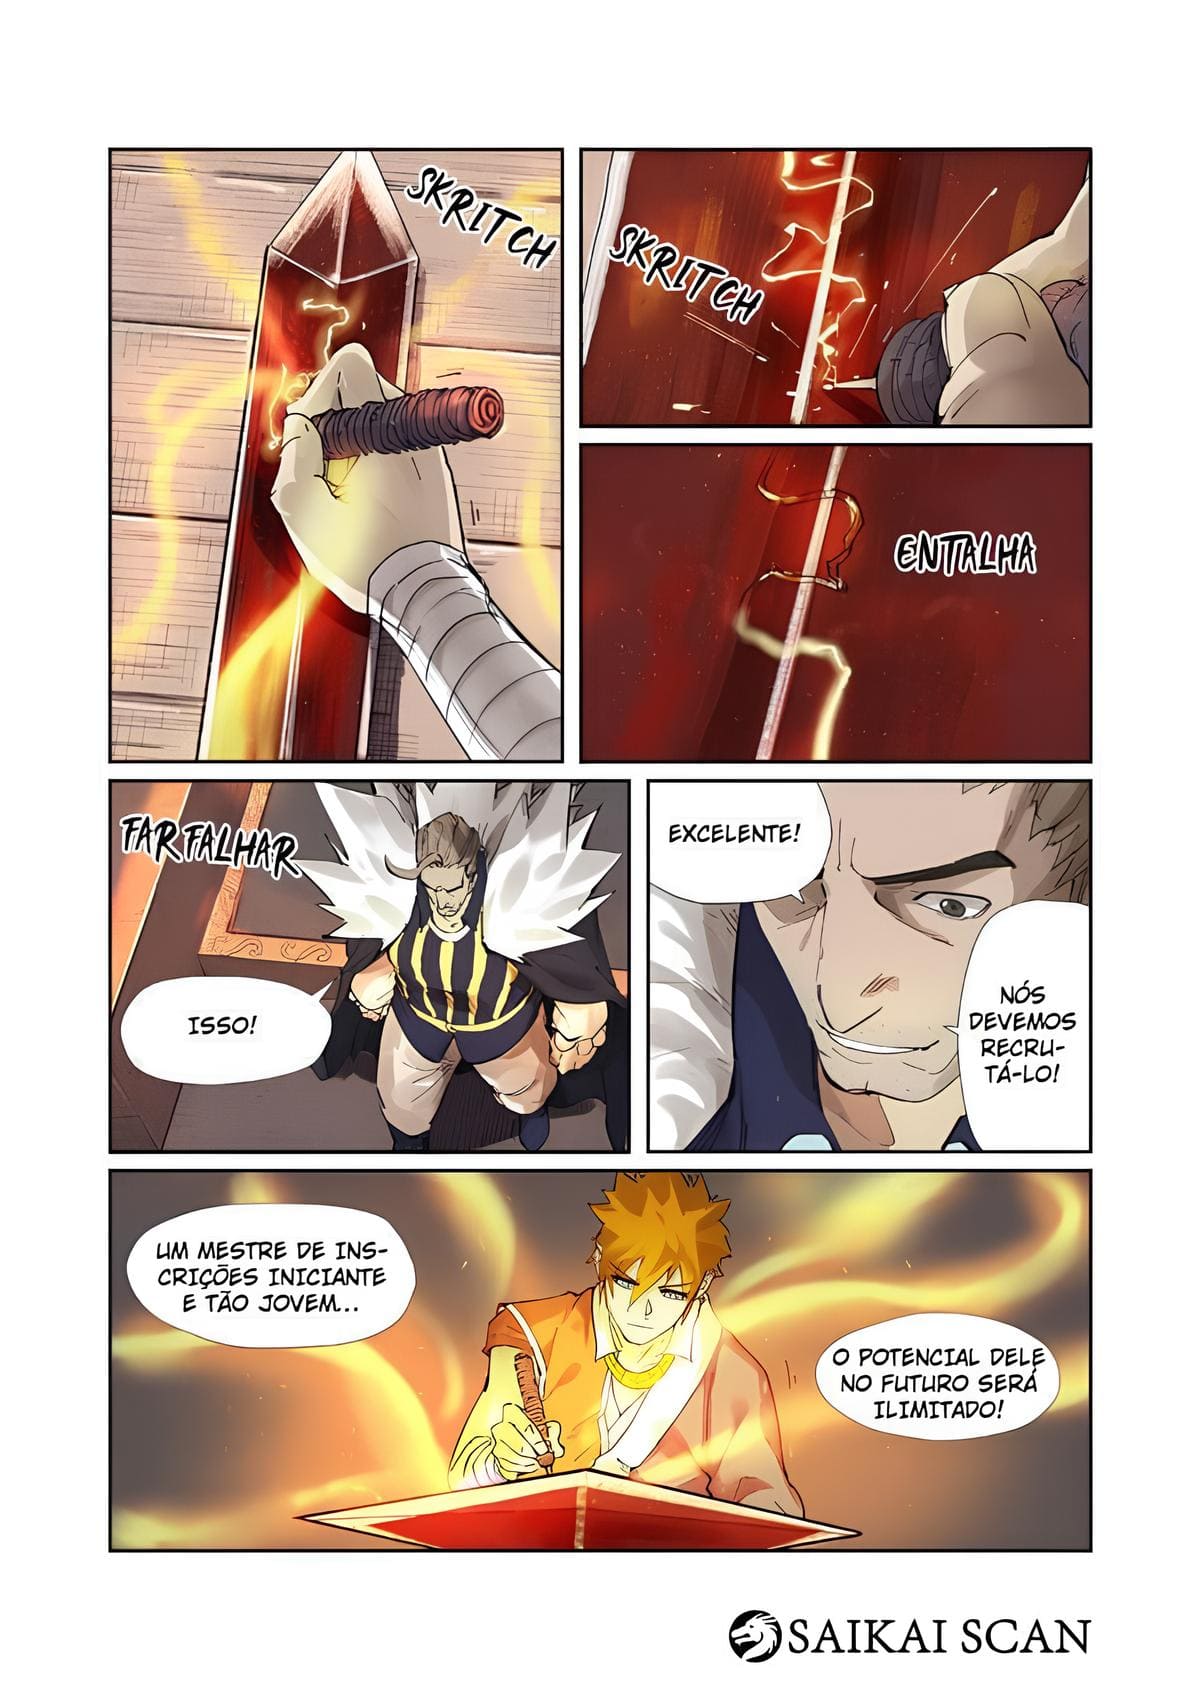 SKRITCH
SKRITCH
ENTALHA
FARFALHAR
ISSO!
EXCELENTE!
NÓS
DEVEMOS
RECRU-
TÁ-LO!
UM MESTRE DE INS-
CRIÇÕES INICIANTE
E TÃO JOVEM...
O POTENCIAL DELE
NO FUTURO SERÁ
ILIMITADO!
SAIKAI SCAN